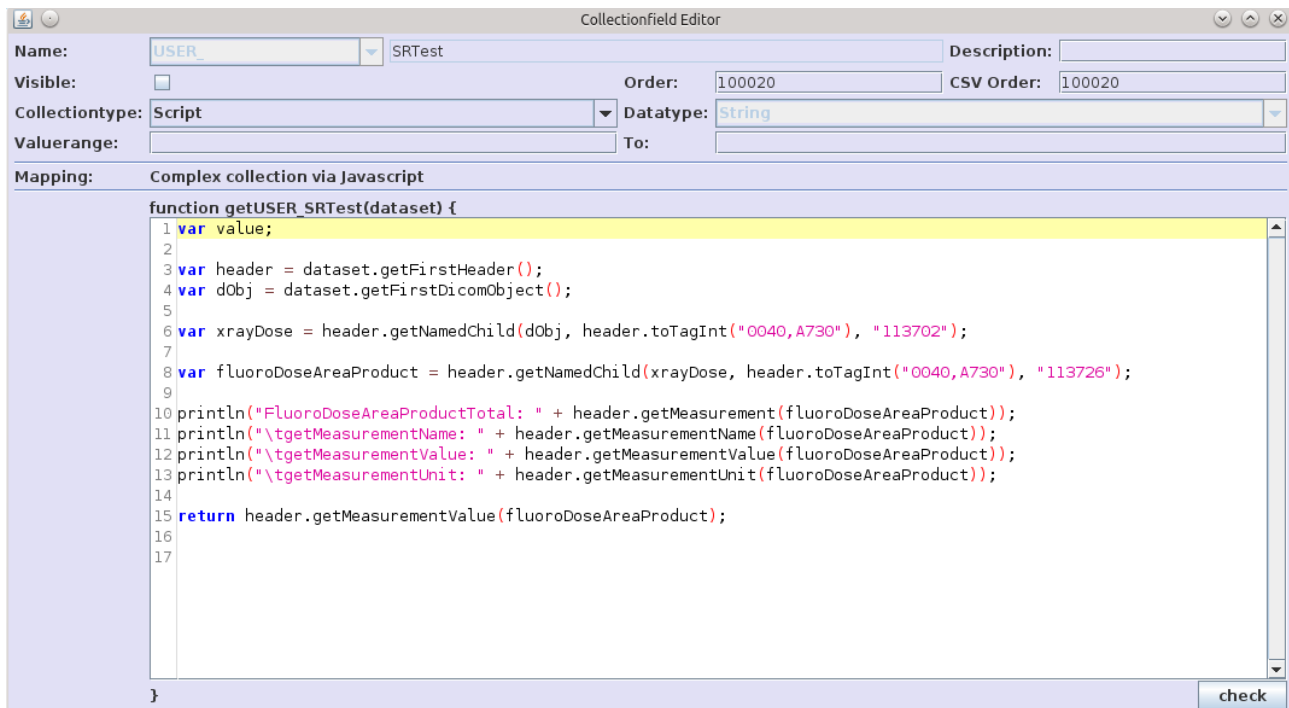 Collectionfield Editor
Name: USER_ SRTest Description:
Visible: Order: 100020 CSV Order: 100020
Collectiontype: Script Datatype: String
Valuerange: To:
Mapping: Complex collection via Javascript
function getUSER_SRTest(dataset) {
1 var value;
2
3 var header = dataset.getFirstHeader();
4 var dObj = dataset.getFirstDicomObject();
5
6 var xrayDose = header.getNamedChild(dObj, header.toTagInt("0040,A730"), "113702");
7
8 var fluoroDoseAreaProduct = header.getNamedChild(xrayDose, header.toTagInt("0040,A730"), "113726");
9
10 println("FluoroDoseAreaProductTotal: " + header.getMeasurement(fluoroDoseAreaProduct));
11 println("\tgetMeasurementName: " + header.getMeasurementName(fluoroDoseAreaProduct));
12 println("\tgetMeasurementValue: " + header.getMeasurementValue(fluoroDoseAreaProduct));
13 println("\tgetMeasurementUnit: " + header.getMeasurementUnit(fluoroDoseAreaProduct));
14
15 return header.getMeasurementValue(fluoroDoseAreaProduct);
16
17
} check